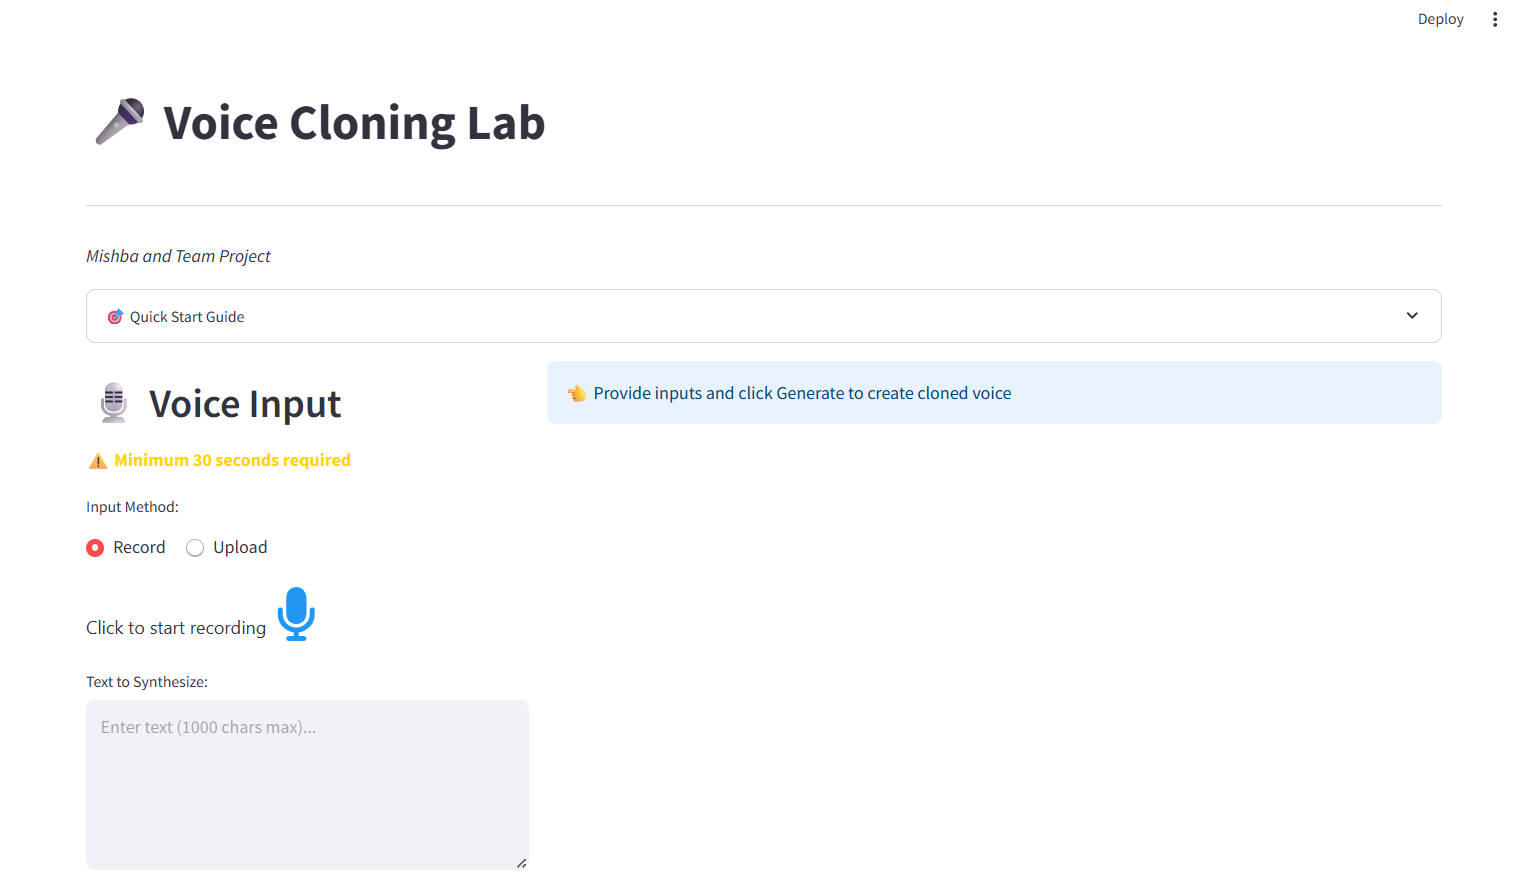 Deploy
Voice Cloning Lab
Mishba and Team Project
Quick Start Guide
Voice Input
Provide inputs and click Generate to create cloned voice
Minimum 30 seconds required
Input Method:
Record Upload
Click to start recording
Text to Synthesize:
Enter text (1000 chars max)...